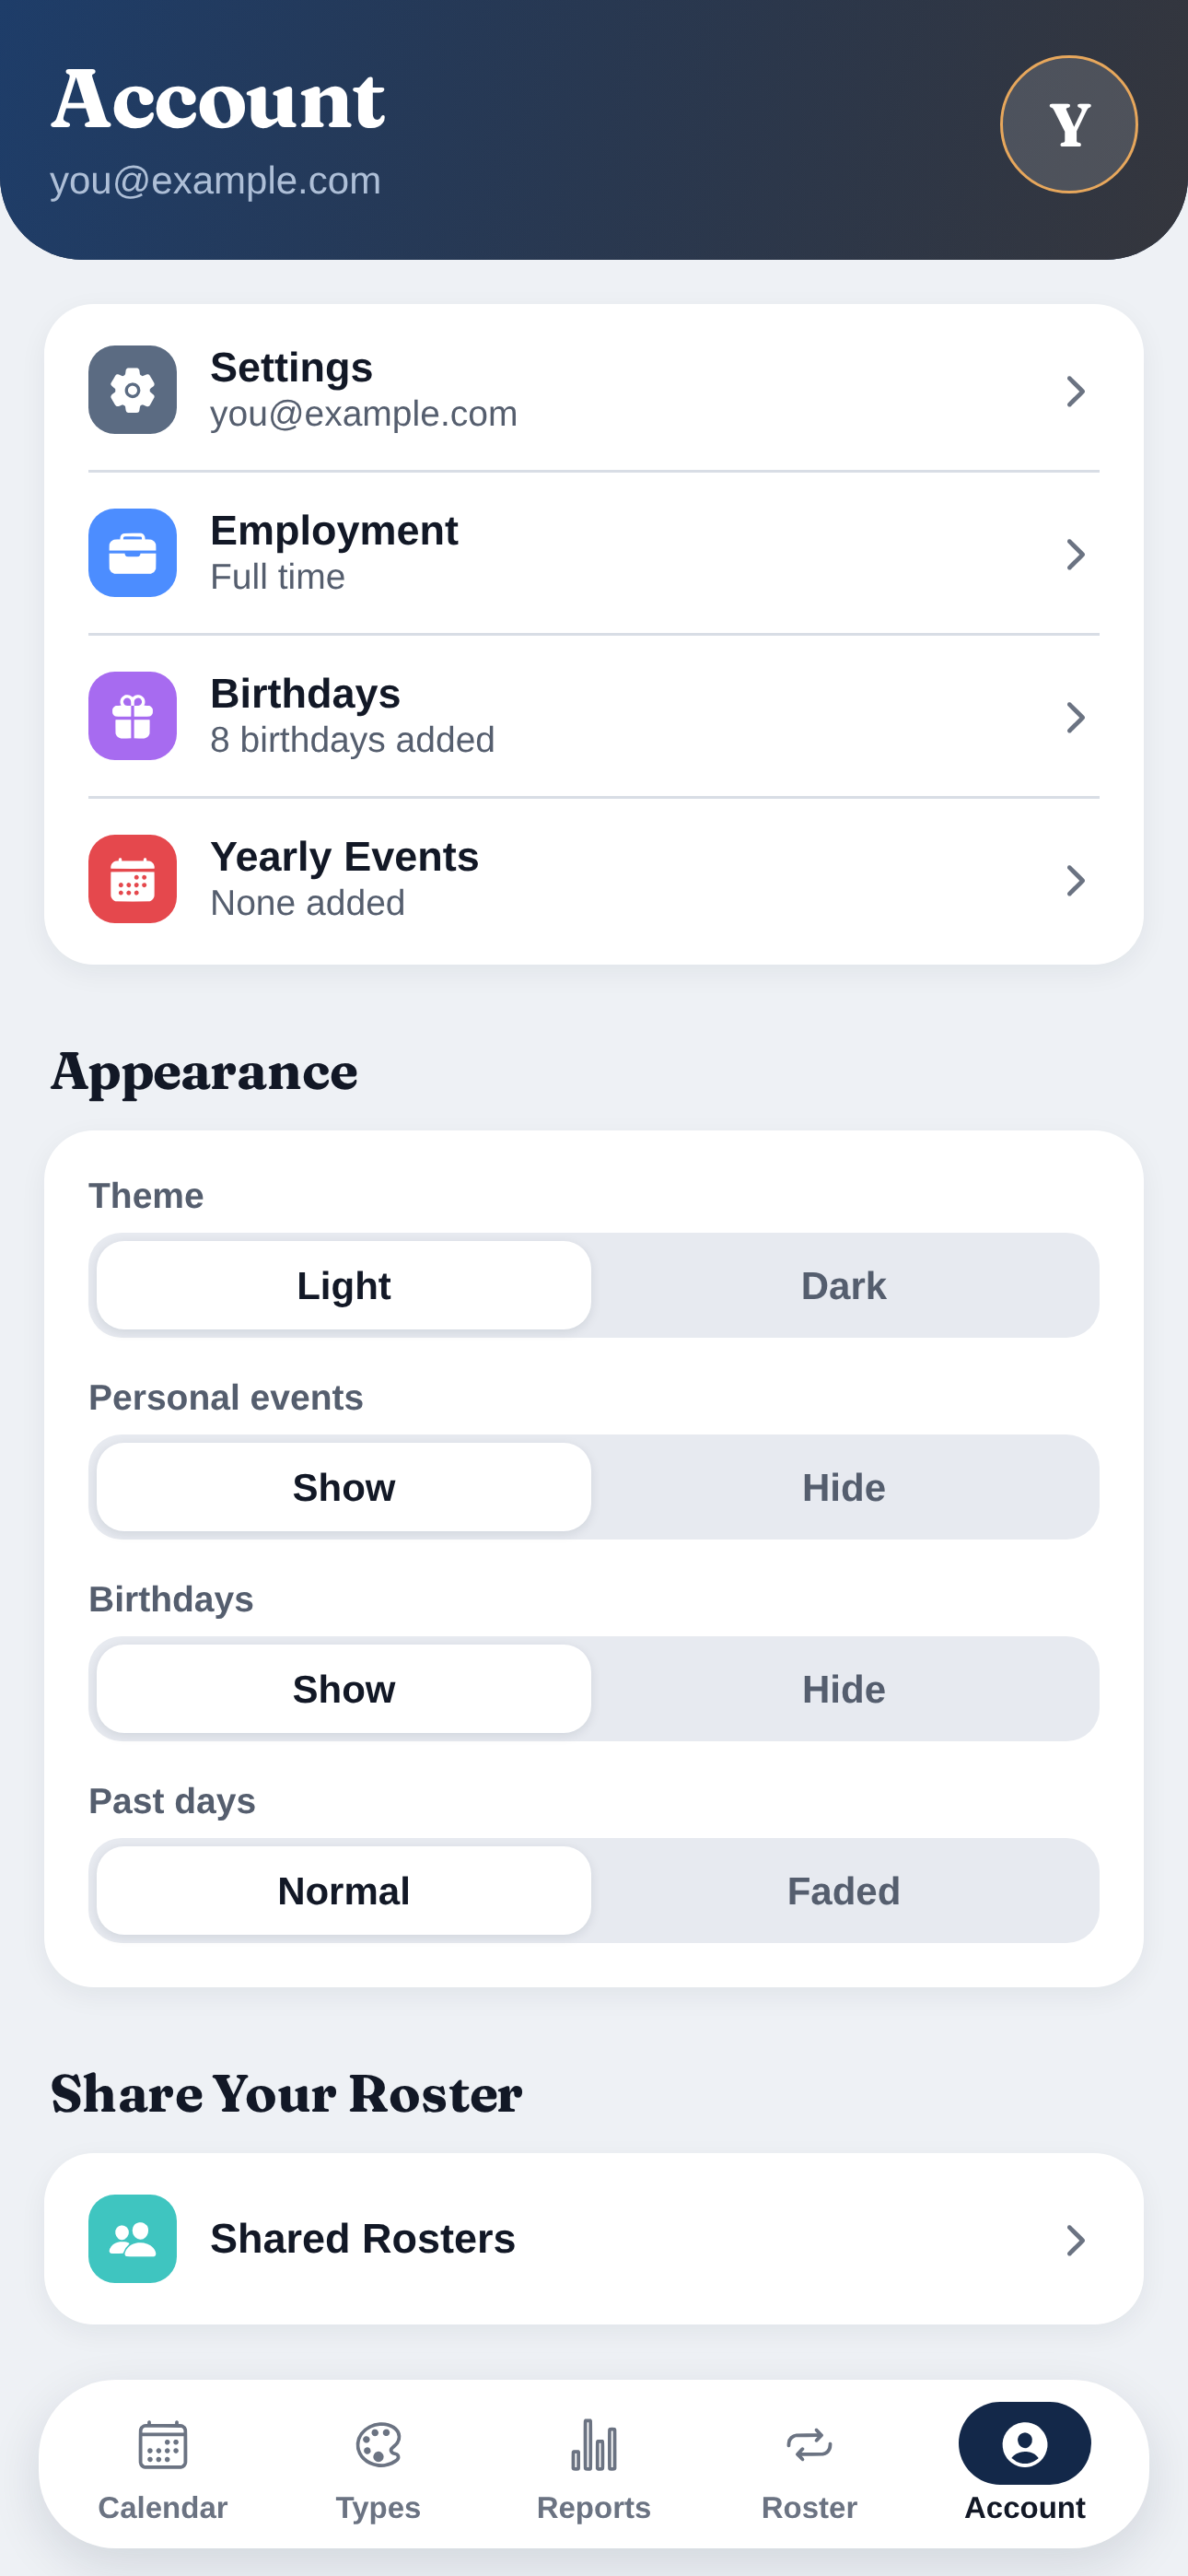 Account
you@example.com
Y
Settings
you@example.com
Employment
Full time
Birthdays
8 birthdays added
Yearly Events
None added
Appearance
Theme
Light Dark
Personal events
Show Hide
Birthdays
Show Hide
Past days
Normal Faded
Share Your Roster
Shared Rosters
Calendar Types Reports Roster Account